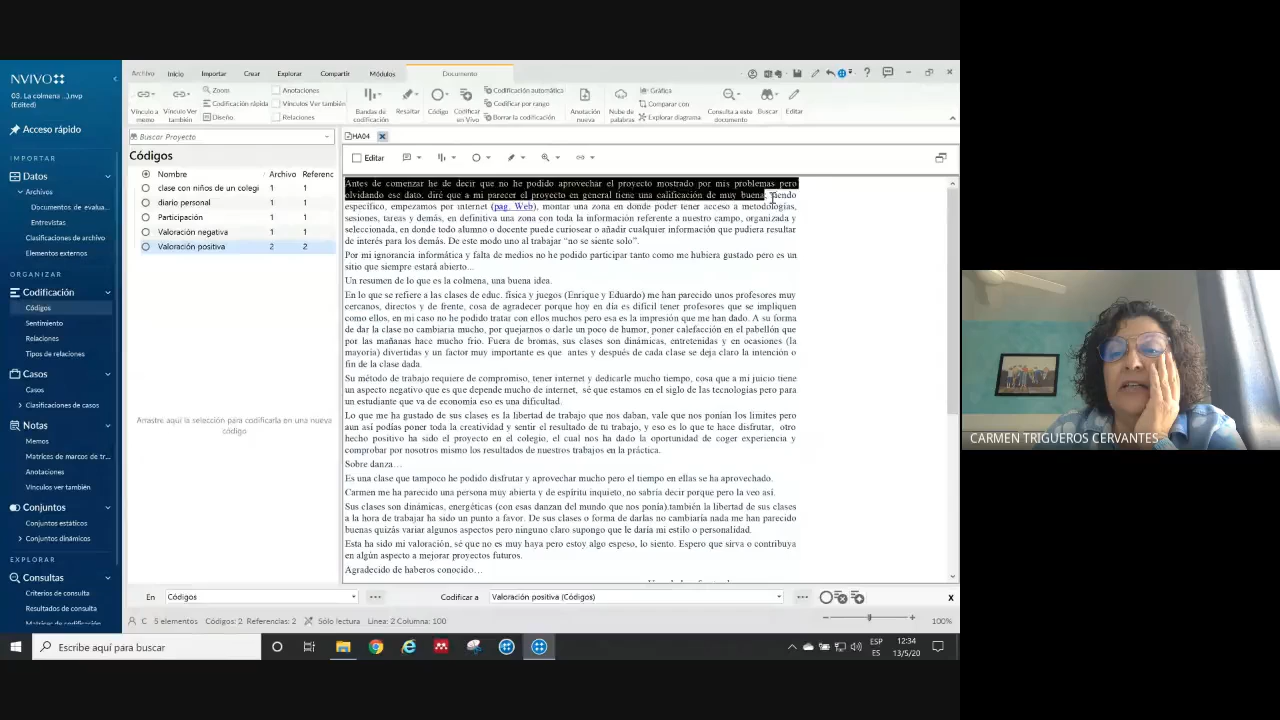 NVIVO
03. La colmena ...).nvp
(Edited)
Acceso rápido
IMPORTAR
Datos
Archivos
Documentos de evalua...
Entrevistas
Clasificaciones de archivo
Elementos externos
ORGANIZAR
Codificación
Códigos
Sentimiento
Relaciones
Tipos de relaciones
Casos
Casos
Clasificaciones de casos
Notas
Memos
Matrices de marcos de tr...
Anotaciones
Vínculos ver también
Conjuntos
Conjuntos estáticos
Conjuntos dinámicos
EXPLORAR
Consultas
Criterios de consulta
Resultados de consulta
Matrices de codificación
Archivo Inicio Importar Crear Explorar Compartir Módulos Documento
Vínculo a memo
Vínculo Ver también
Zoom
Codificación rápida
Diseño
Anotaciones
Vínculos Ver también
Relaciones
Bandas de codificación
Resaltar
Código
Codificar en Vivo
Codificación automática
Codificar por rango
Borrar la codificación
Anotación nueva
Nube de palabras
Gráfica
Comparar con
Explorar diagrama
Consulta a este documento
Buscar
Editar
Buscar Proyecto
Códigos
Nombre Archivo Referenc
clase con niños de un colegi 1 1
diario personal 1 1
Participación 1 1
Valoración negativa 1 1
Valoración positiva 2 2
Arrastre aquí la selección para codificarla en una nueva
código
HA04
Editar
Antes de comenzar he de decir que no he podido aprovechar el proyecto mostrado por mis problemas pero
olvidando ese dato, diré que a mi parecer el proyecto en general tiene una calificación de muy buena, siendo
específico, empezamos por internet (pag. Web), montar una zona en donde poder tener acceso a metodologías,
sesiones, tareas y demás, en definitiva una zona con toda la información referente a nuestro campo, organizada y
seleccionada, en donde todo alumno o docente puede curiosear o añadir cualquier información que pudiera resultar
de interés para los demás. De este modo uno al trabajar “no se siente solo”.
Por mi ignorancia informática y falta de medios no he podido participar tanto como me hubiera gustado pero es un
sitio que siempre estará abierto...
Un resumen de lo que es la colmena, una buena idea.
En lo que se refiere a las clases de educ. física y juegos (Enrique y Eduardo) me han parecido unos profesores muy
cercanos, directos y de frente, cosa de agradecer porque hoy en día es difícil tener profesores que se impliquen
como ellos, en mi caso no he podido tratar con ellos muchos pero esa es la impresión que me han dado. A su forma
de dar la clase no cambiaria mucho, por quejarnos o darle un poco de humor, poner calefacción en el pabellón que
por las mañanas hace mucho frio. Fuera de bromas, sus clases son dinámicas, entretenidas y en ocasiones (la
mayoría) divertidas y un factor muy importante es que antes y después de cada clase se deja claro la intención o
fin de la clase dada.
Su método de trabajo requiere de compromiso, tener internet y dedicarle mucho tiempo, cosa que a mi juicio tiene
un aspecto negativo que es que depende mucho de internet, sé que estamos en el siglo de las tecnologías pero para
un estudiante que va de economía eso es una dificultad.
Lo que me ha gustado de sus clases es la libertad de trabajo que nos daban, vale que nos ponían los limites pero
aun así podías poner toda la creatividad y sentir el resultado de tu trabajo, y eso es lo que te hace disfrutar, otro
hecho positivo ha sido el proyecto en el colegio, el cual nos ha dado la oportunidad de coger experiencia y
comprobar por nosotros mismo los resultados de nuestros trabajos en la práctica.
Sobre danza…
Es una clase que tampoco he podido disfrutar y aprovechar mucho pero el tiempo en ellas se ha aprovechado.
Carmen me ha parecido una persona muy abierta y de espíritu inquieto, no sabría decir porque pero la veo así.
Sus clases son dinámicas, energéticas (con esas danzan del mundo que nos ponía).también la libertad de sus clases
a la hora de trabajar ha sido un punto a favor. De sus clases o forma de darlas no cambiaría nada me han parecido
buenas quizás variar algunos aspectos pero ninguno claro supongo que le daría mi estilo o personalidad.
Esta ha sido mi valoración, sé que no es muy haya pero estoy algo espeso, lo siento. Espero que sirva o contribuya
en algún aspecto a mejorar proyectos futuros.
Agradecido de haberos conocido…
En Códigos Codificar a Valoración positiva (Códigos)
C 5 elementos Códigos: 2 Referencias: 2 Sólo lectura Línea: 2 Columna: 100 100%
Escribe aquí para buscar
ESP
ES
12:34
13/5/20
CARMEN TRIGUEROS CERVANTES